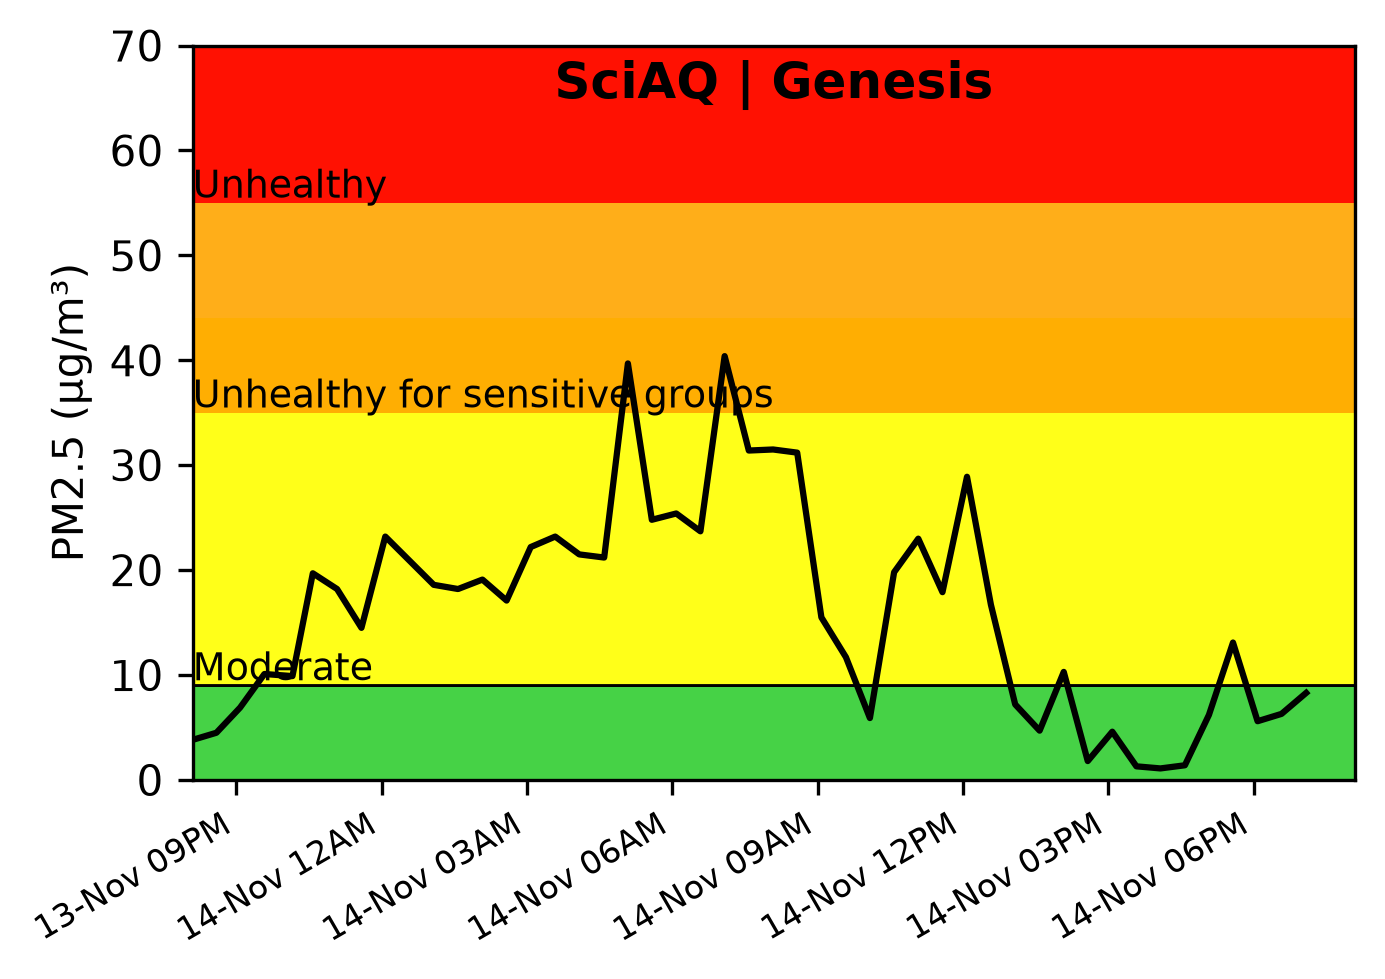 SciAQ | Genesis
PM2.5 (µg/m³)
70
60
Unhealthy
50
40
Unhealthy for sensitive groups
30
20
Moderate
10
0
13-Nov 09PM
14-Nov 12AM
14-Nov 03AM
14-Nov 06AM
14-Nov 09AM
14-Nov 12PM
14-Nov 03PM
14-Nov 06PM